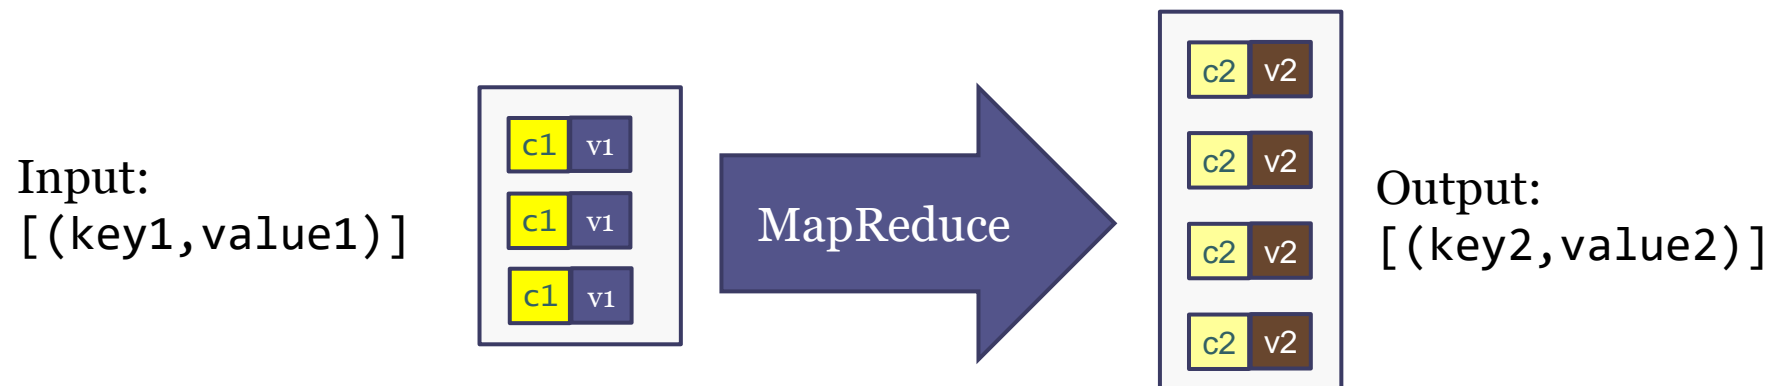 Input:
[(key1,value1)]
c1 v1
c1 v1
c1 v1
MapReduce
c2 v2
c2 v2
c2 v2
c2 v2
Output:
[(key2,value2)]